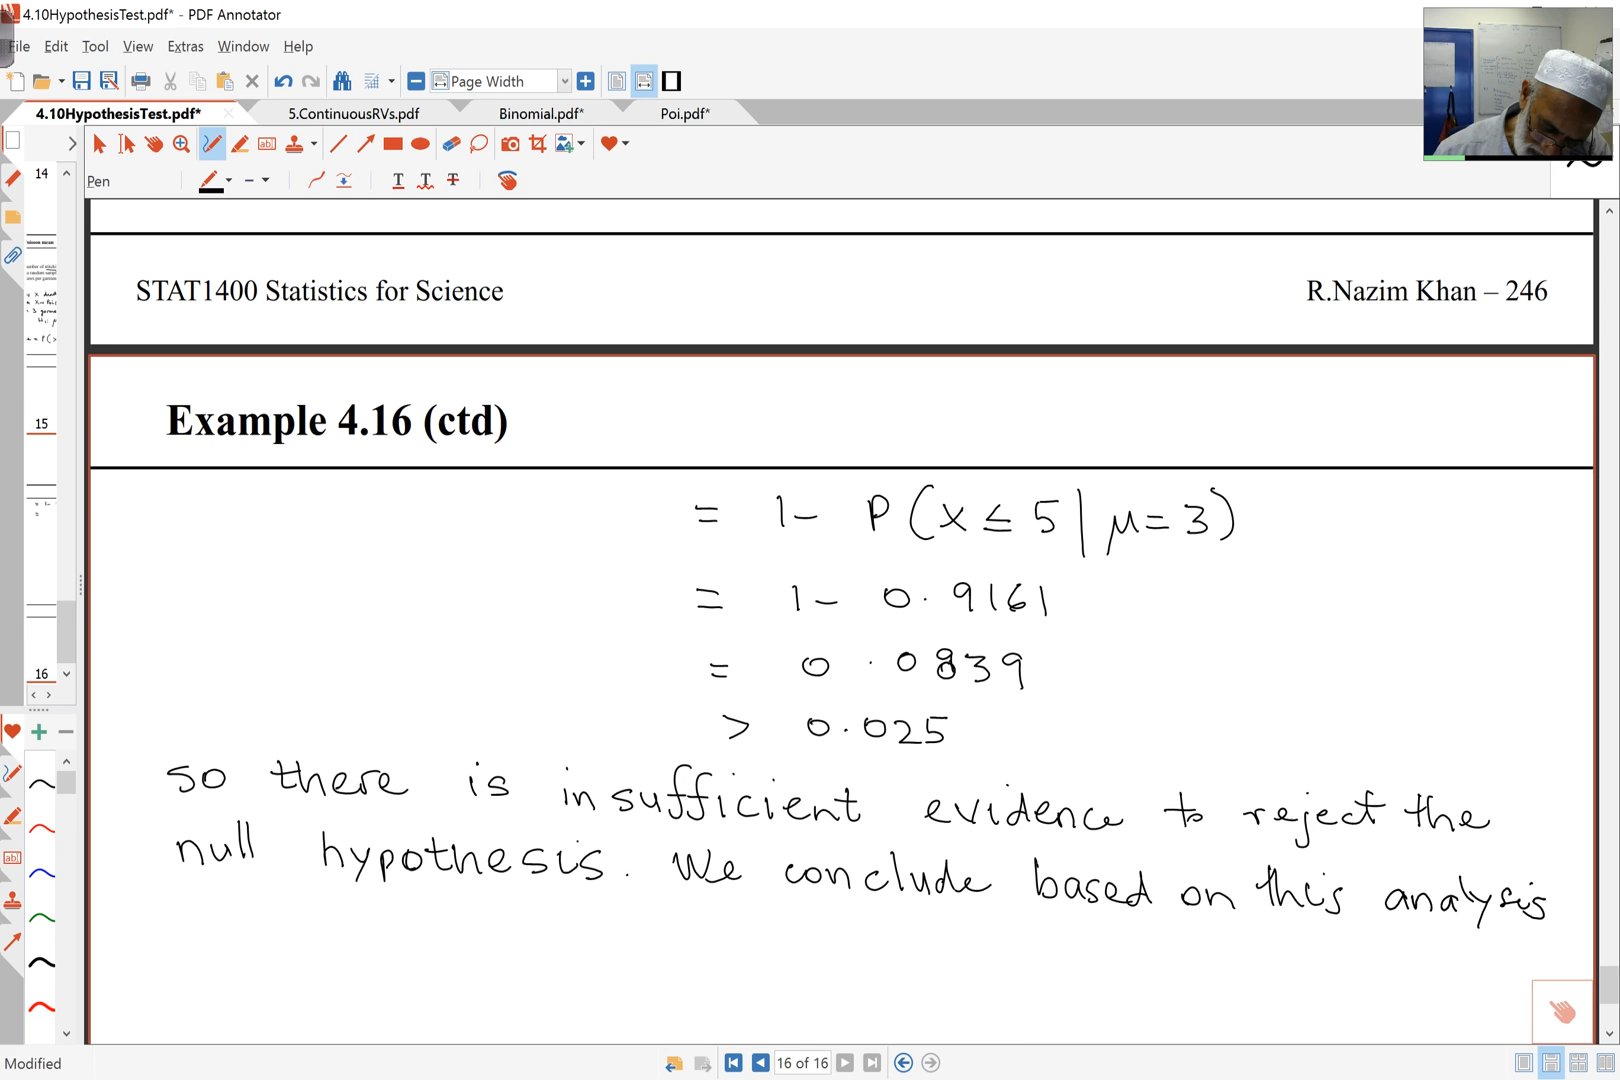 4.10HypothesisTest.pdf* - PDF Annotator
File Edit Tool View Extras Window Help
Page Width
4.10HypothesisTest.pdf* 5.ContinuousRVs.pdf Binomial.pdf* Poi.pdf*
Pen
14
15
16
STAT1400 Statistics for Science R.Nazim Khan – 246
Example 4.16 (ctd)
= 1 - P(X ≤ 5 | μ = 3)
= 1 - 0.9161
= 0.0839
> 0.025
so there is insufficient evidence to reject the
null hypothesis. We conclude based on this analysis
Modified
16 of 16